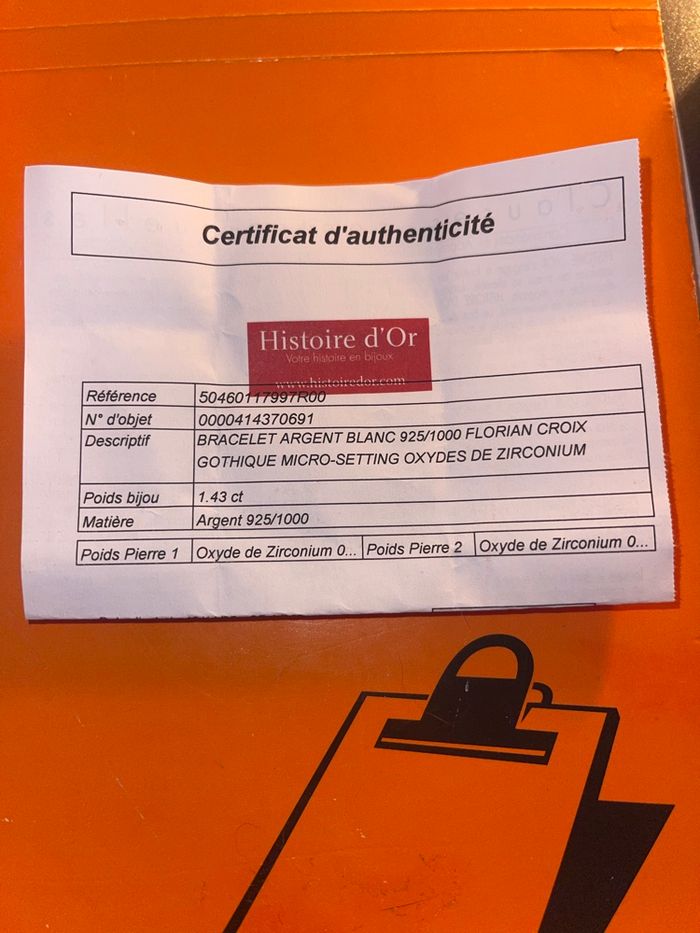 Certificat d'authenticité
Histoire d'Or
Votre histoire en bijoux
www.histoiredor.com
Référence 50460117997R00
N° d'objet 0000414370691
Descriptif BRACELET ARGENT BLANC 925/1000 FLORIAN CROIX
GOTHIQUE MICRO-SETTING OXYDES DE ZIRCONIUM
Poids bijou 1.43 ct
Matière Argent 925/1000
Poids Pierre 1 Oxyde de Zirconium 0... Poids Pierre 2 Oxyde de Zirconium 0...